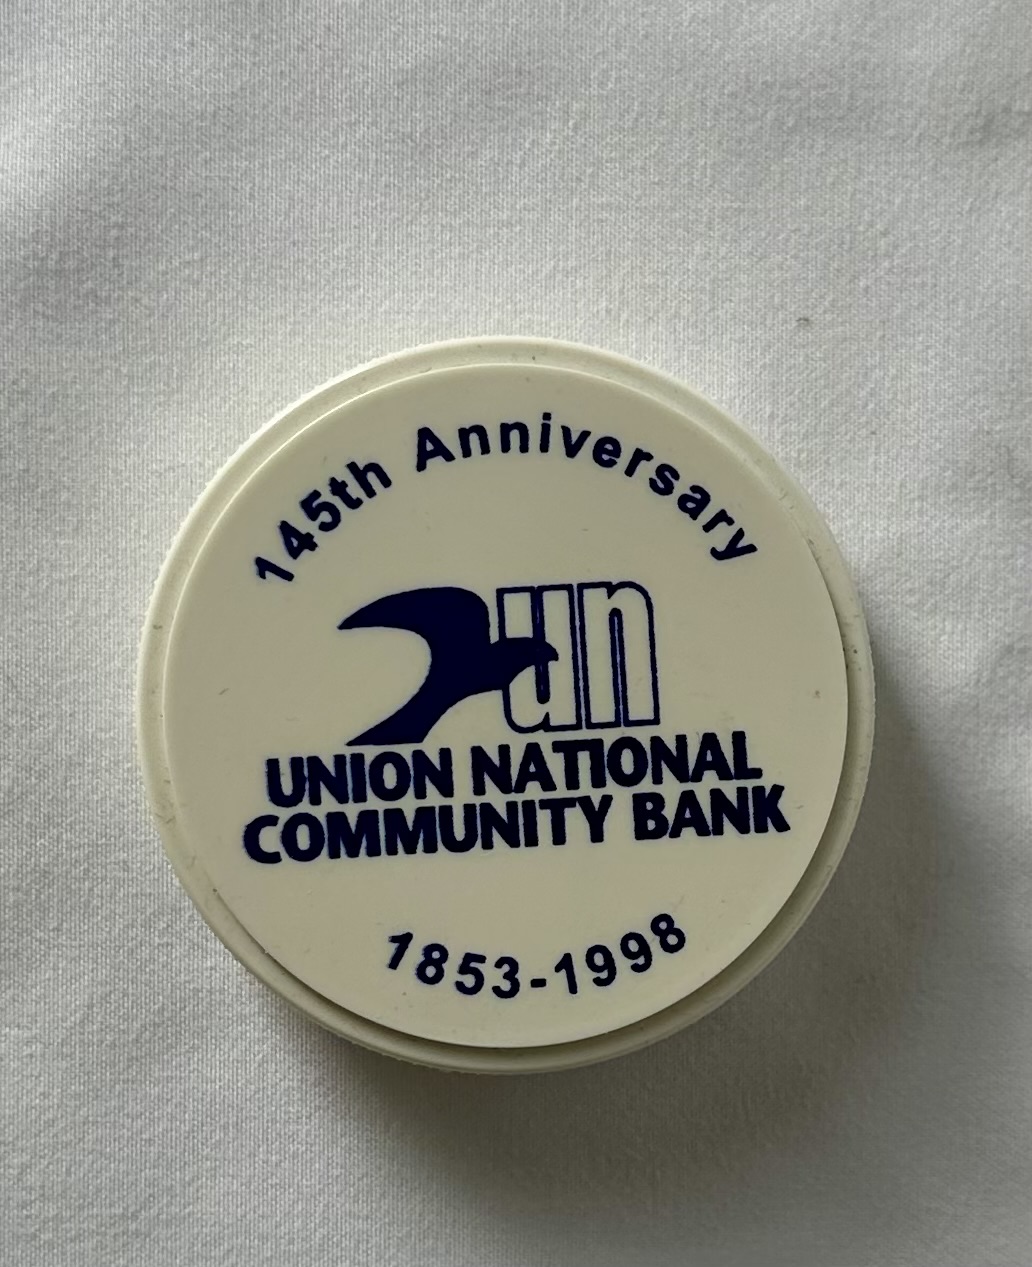 145th Anniversary
un
UNION NATIONAL
COMMUNITY BANK
1853-1998